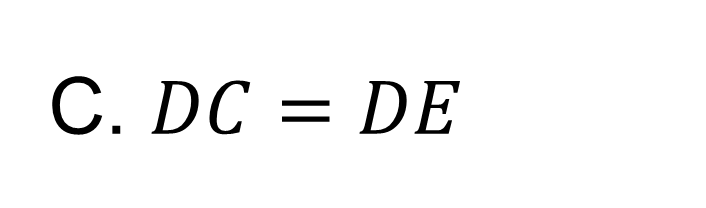 C. DC = DE